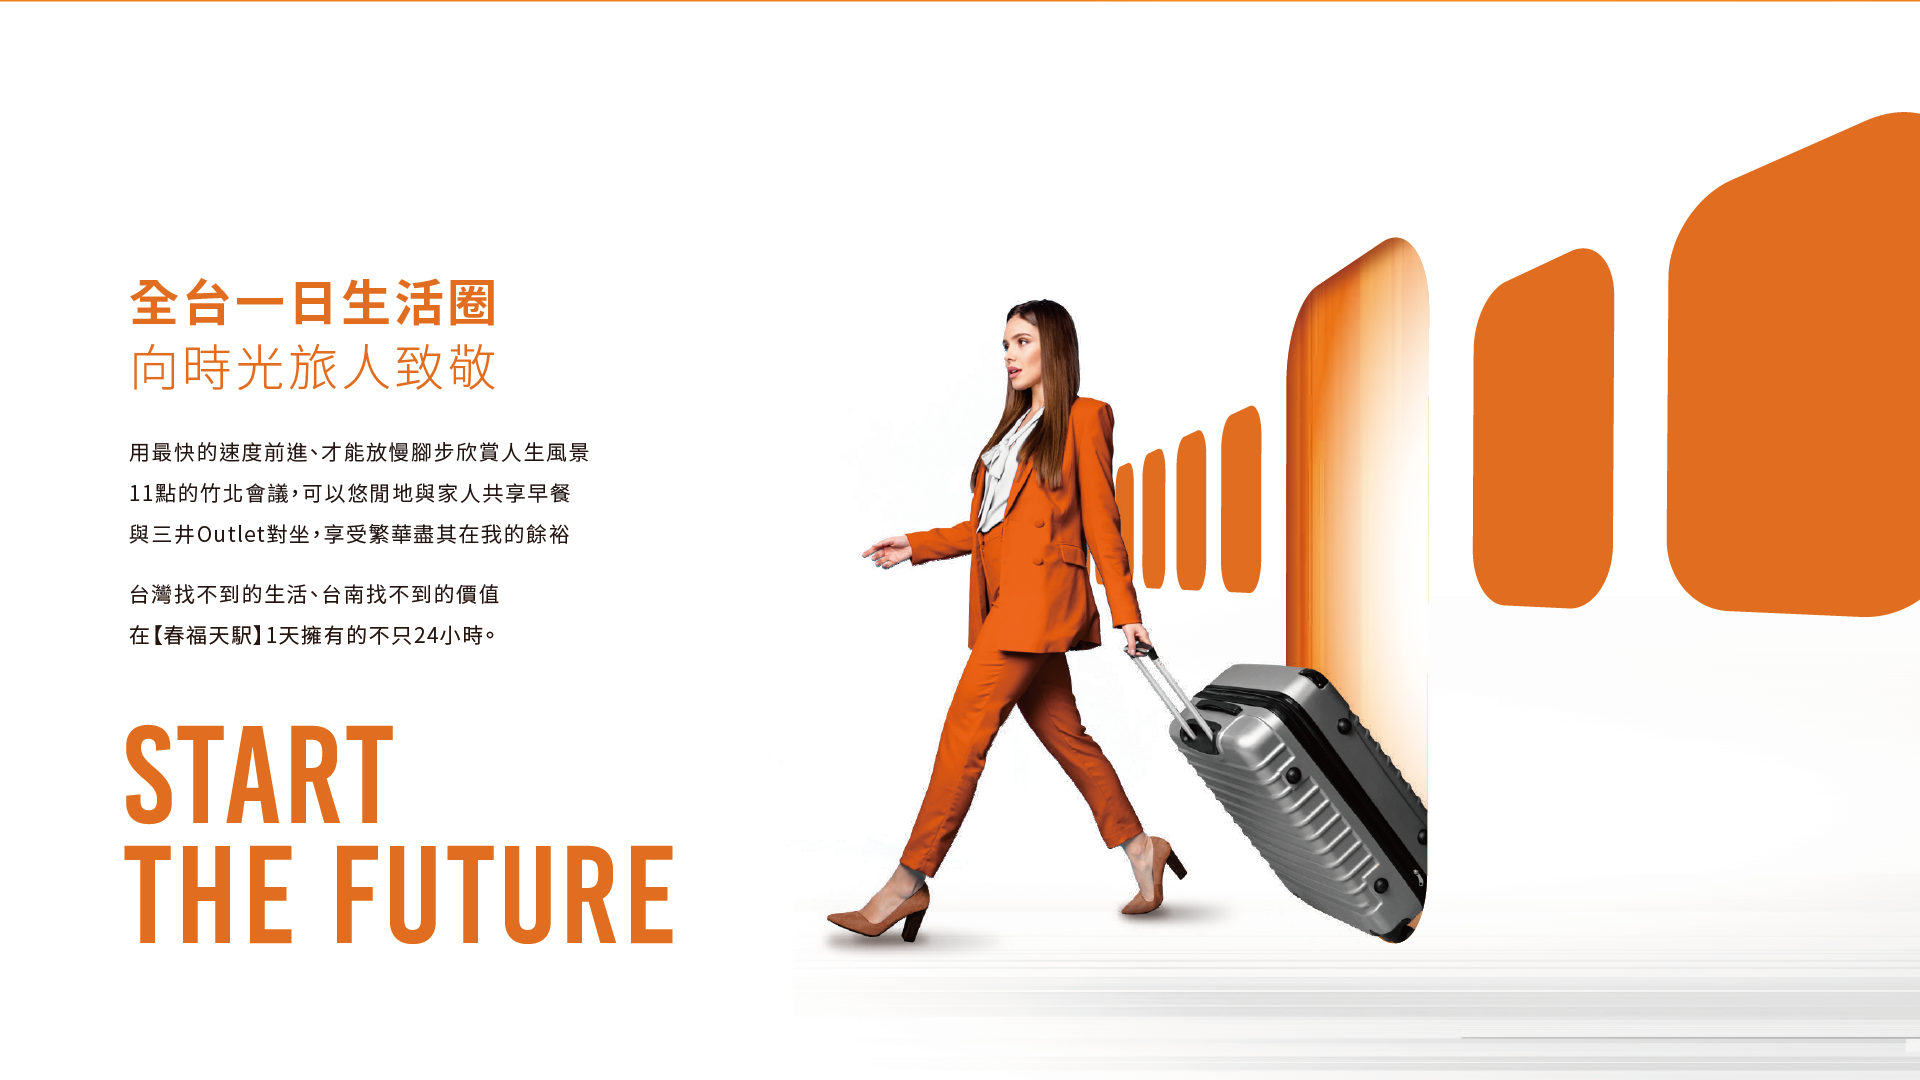 全台一日生活圈
向時光旅人致敬
用最快的速度前進、才能放慢腳步欣賞人生風景
11點的竹北會議，可以悠閒地與家人共享早餐
與三井Outlet對坐，享受繁華盡其在我的餘裕
台灣找不到的生活、台南找不到的價值
在【春福天駅】1天擁有的不只24小時。
START
THE FUTURE